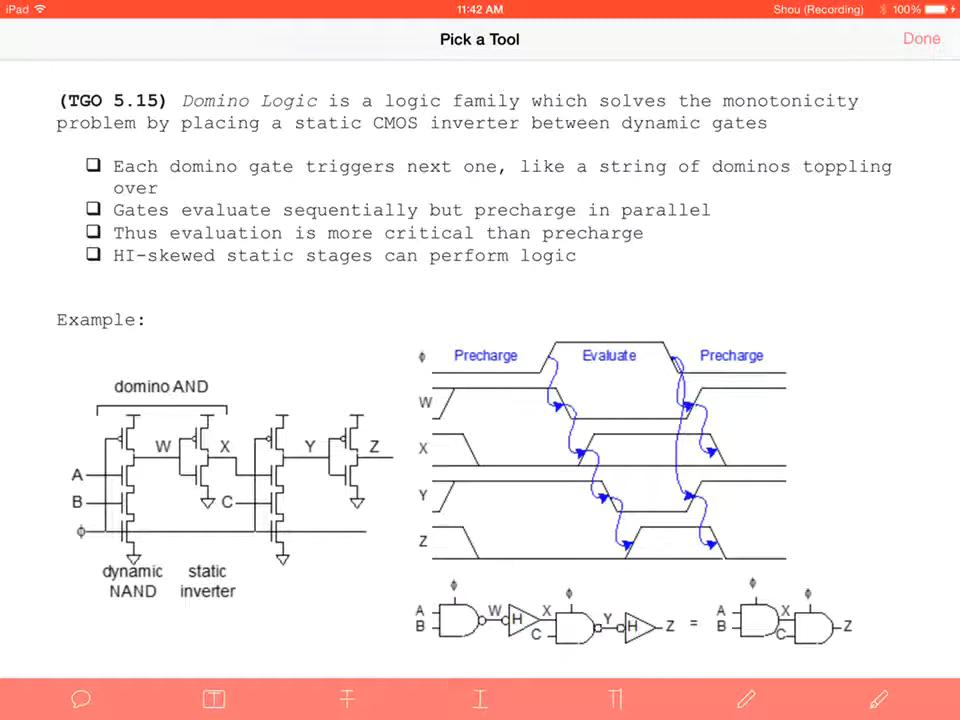 iPad 11:42 AM Shou (Recording) 100%
Pick a Tool Done
(TGO 5.15) Domino Logic is a logic family which solves the monotonicity
problem by placing a static CMOS inverter between dynamic gates
Each domino gate triggers next one, like a string of dominos toppling
over
Gates evaluate sequentially but precharge in parallel
Thus evaluation is more critical than precharge
HI-skewed static stages can perform logic
Example:
domino AND
W X Y Z
A
B C
ϕ
dynamic static
NAND inverter
ϕ Precharge Evaluate Precharge
W
X
Y
Z
ϕ ϕ
A W H X ϕ Y H Z
B C
=
ϕ ϕ
A X Z
B C